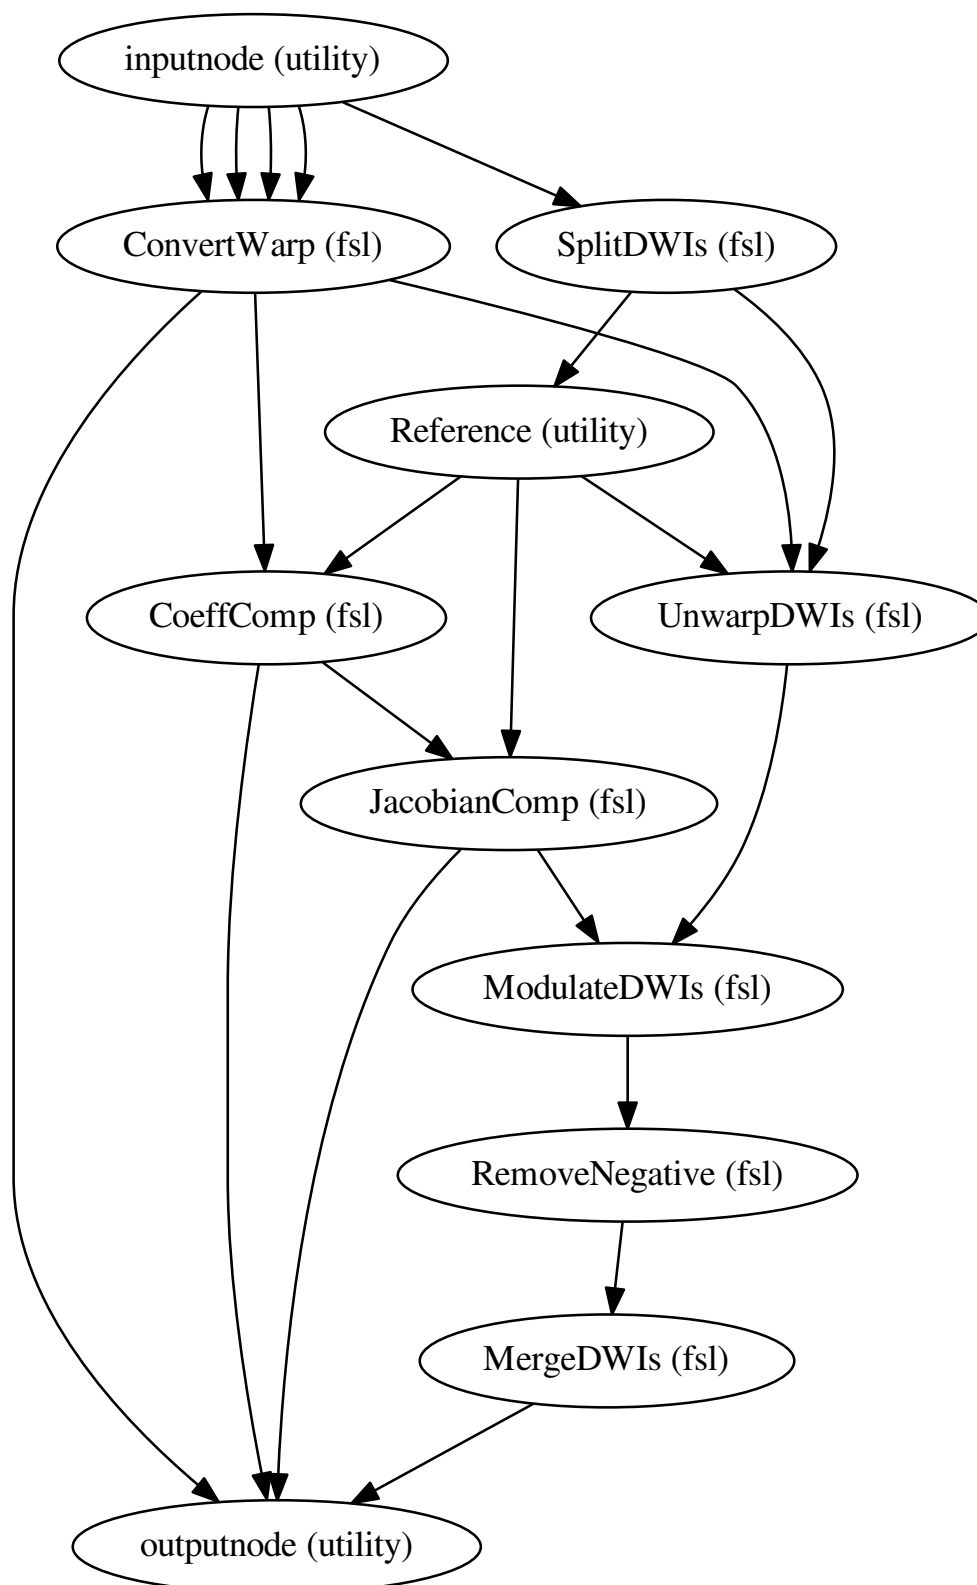 inputnode (utility)
ConvertWarp (fsl)
SplitDWIs (fsl)
Reference (utility)
CoeffComp (fsl)
UnwarpDWIs (fsl)
JacobianComp (fsl)
ModulateDWIs (fsl)
RemoveNegative (fsl)
MergeDWIs (fsl)
outputnode (utility)